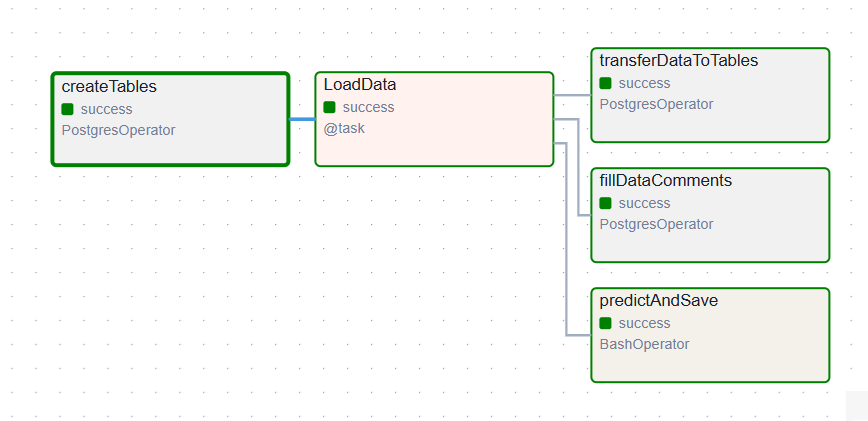 createTables
success
PostgresOperator
LoadData
success
@task
transferDataToTables
success
PostgresOperator
fillDataComments
success
PostgresOperator
predictAndSave
success
BashOperator